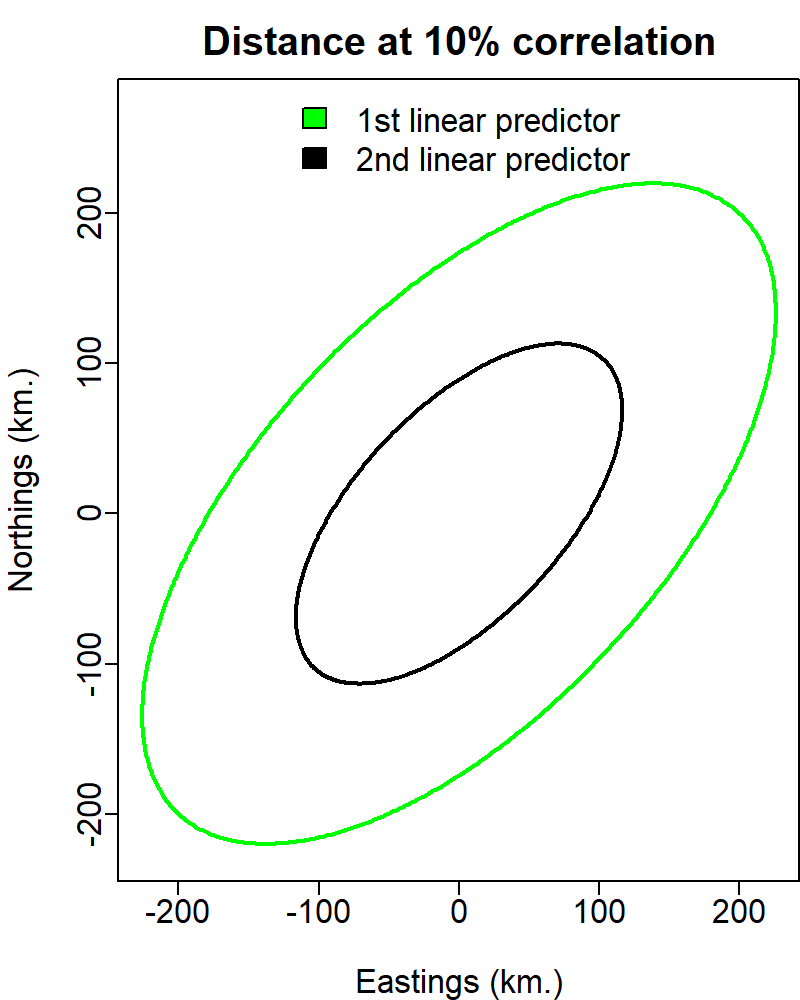 Distance at 10% correlation
1st linear predictor
2nd linear predictor
Northings (km.)
200
100
0
-100
-200
-200 -100 0 100 200
Eastings (km.)